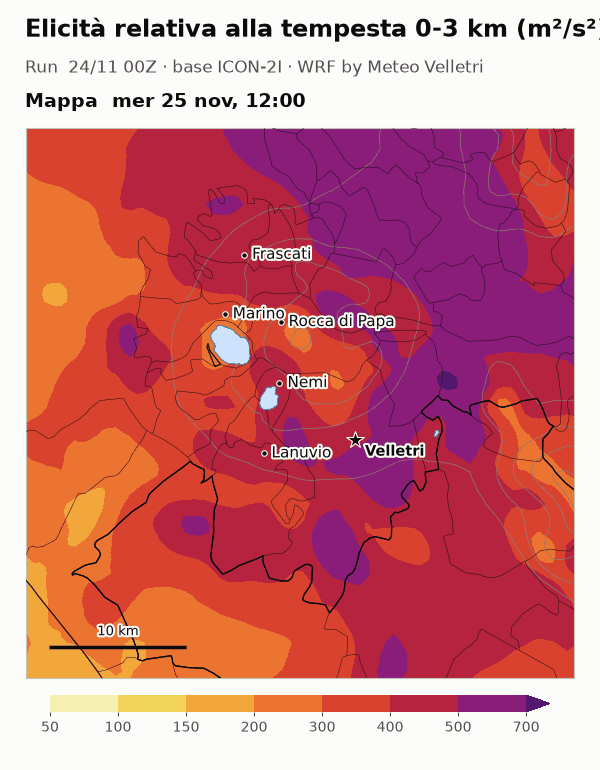 Elicità relativa alla tempesta 0-3 km (m²/s²)
Run 24/11 00Z · base ICON-2I · WRF by Meteo Velletri
Mappa mer 25 nov, 12:00
Frascati
Marino
Rocca di Papa
Nemi
Velletri
Lanuvio
10 km
50 100 150 200 300 400 500 700